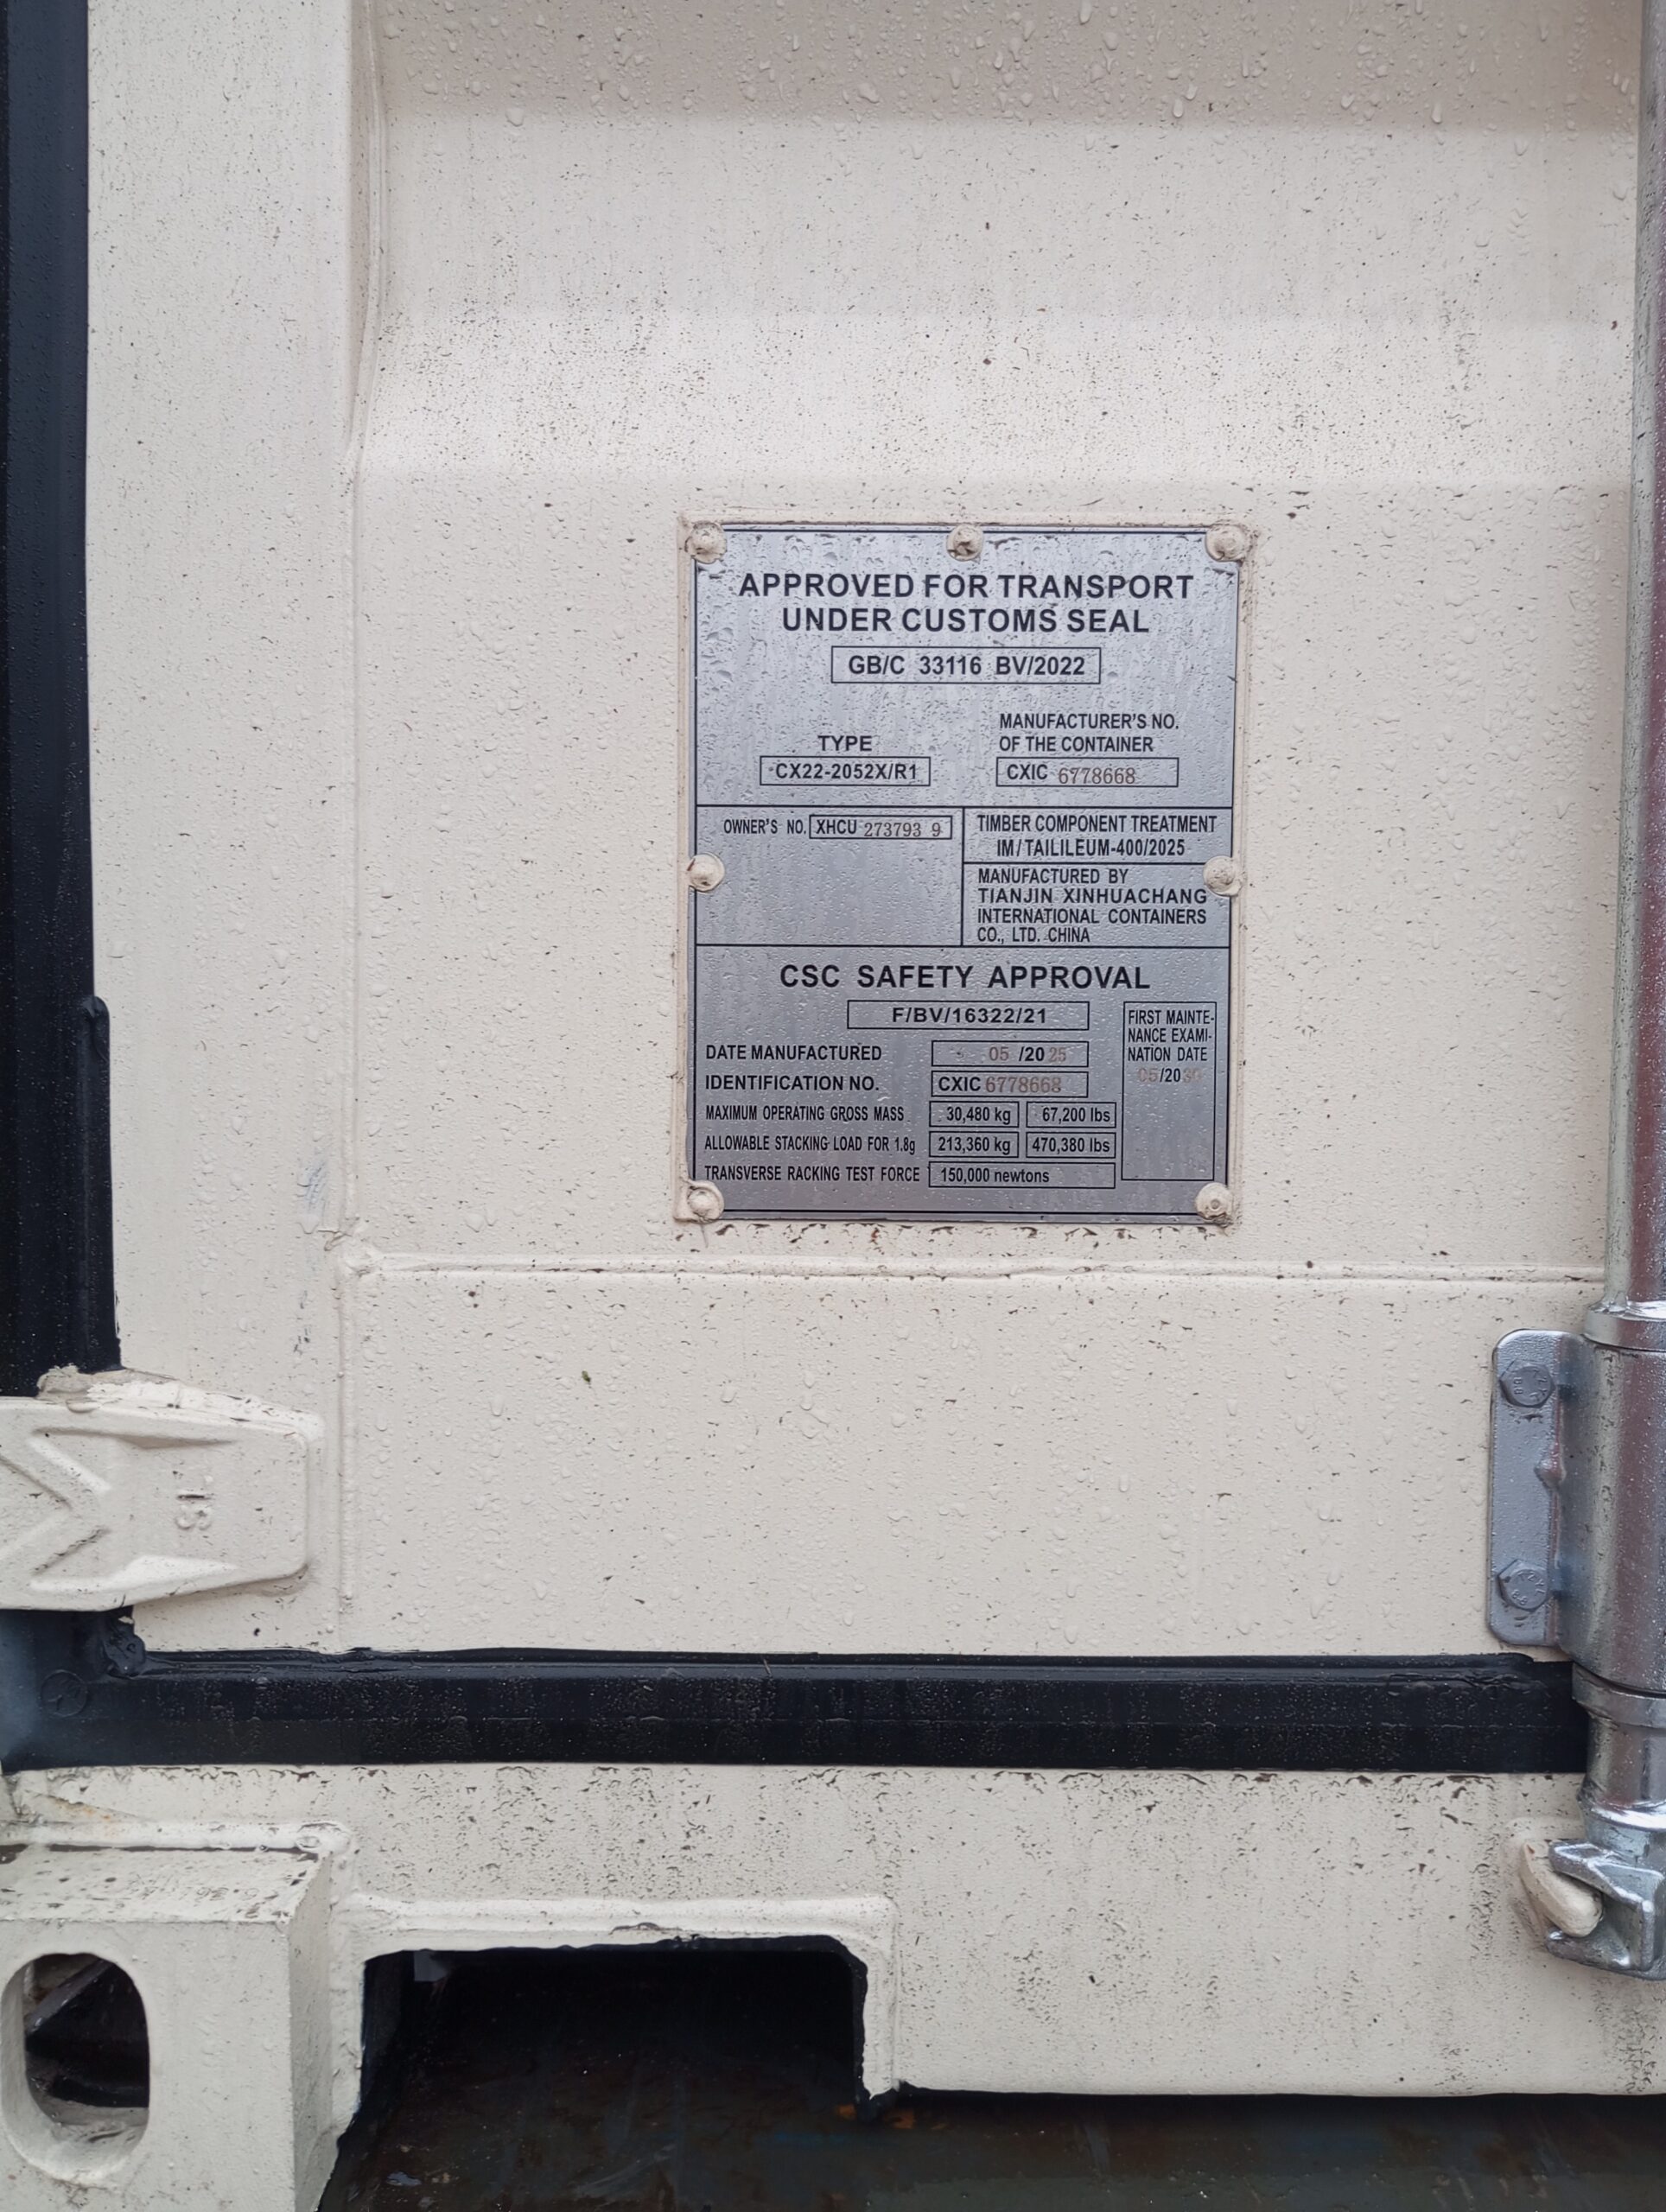 APPROVED FOR TRANSPORT
UNDER CUSTOMS SEAL
GB/C 33116 BV/2022
TYPE
CX22-2052X/R1
MANUFACTURER'S NO.
OF THE CONTAINER
CXIC 6778668
OWNER'S NO. XHCU 273793 9
TIMBER COMPONENT TREATMENT
IM/TAILILEUM-400/2025
MANUFACTURED BY
TIANJIN XINHUACHANG
INTERNATIONAL CONTAINERS
CO., LTD. CHINA
CSC SAFETY APPROVAL
F/BV/16322/21
DATE MANUFACTURED 05 /20 25
IDENTIFICATION NO. CXIC 6778668
MAXIMUM OPERATING GROSS MASS 30,480 kg 67,200 lbs
ALLOWABLE STACKING LOAD FOR 1.8g 213,360 kg 470,380 lbs
TRANSVERSE RACKING TEST FORCE 150,000 newtons
FIRST MAINTE-
NANCE EXAMI-
NATION DATE
05/20